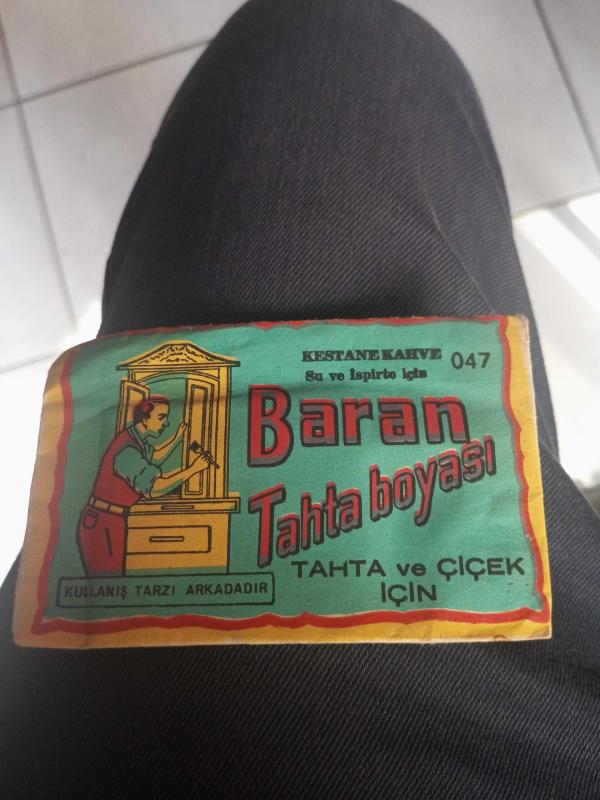 KESTANE KAHVE 047
Su ve İspirto için
Baran
Tahta boyası
TAHTA ve ÇİÇEK
İÇİN
KULLANIŞ TARZI ARKADADIR